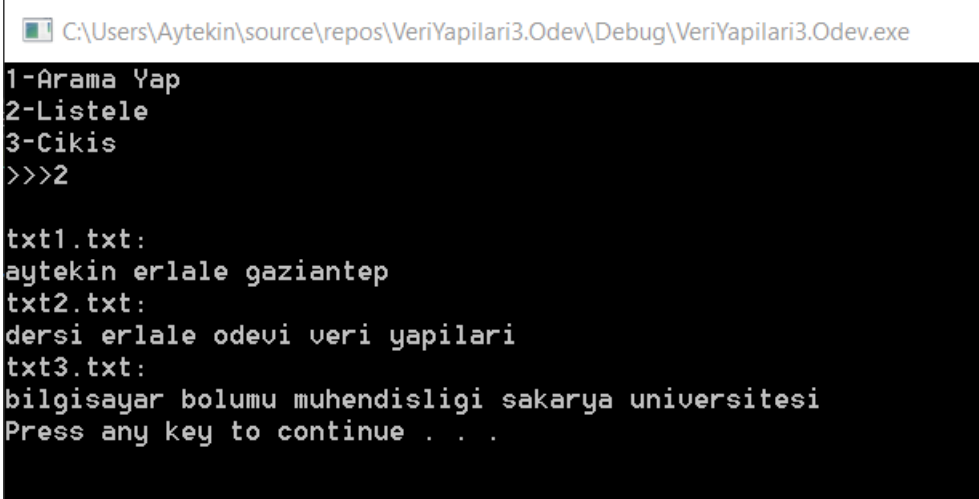 C:\Users\Aytekin\source\repos\VeriYapilari3.Odev\Debug\VeriYapilari3.Odev.exe
1-Arama Yap
2-Listele
3-Cikis
>>>2
txt1.txt:
aytekin erlale gaziantep
txt2.txt:
dersi erlale odevi veri yapilari
txt3.txt:
bilgisayar bolumu muhendisligi sakarya universitesi
Press any key to continue . . .